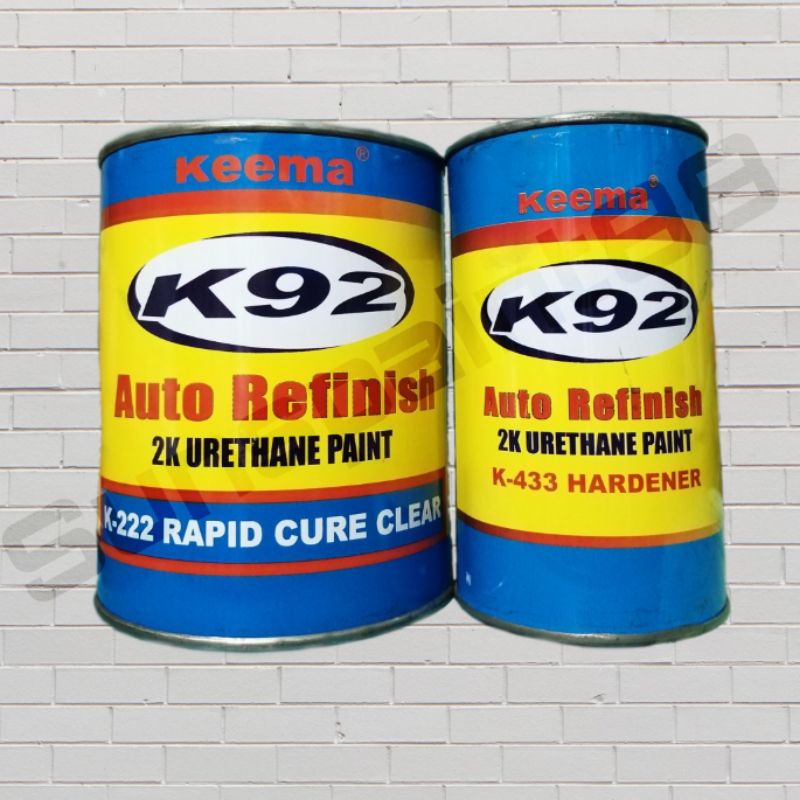 Keema®
K92
Auto Refinish
2K URETHANE PAINT
K-222 RAPID CURE CLEAR
Keema®
K92
Auto Refinish
2K URETHANE PAINT
K-433 HARDENER